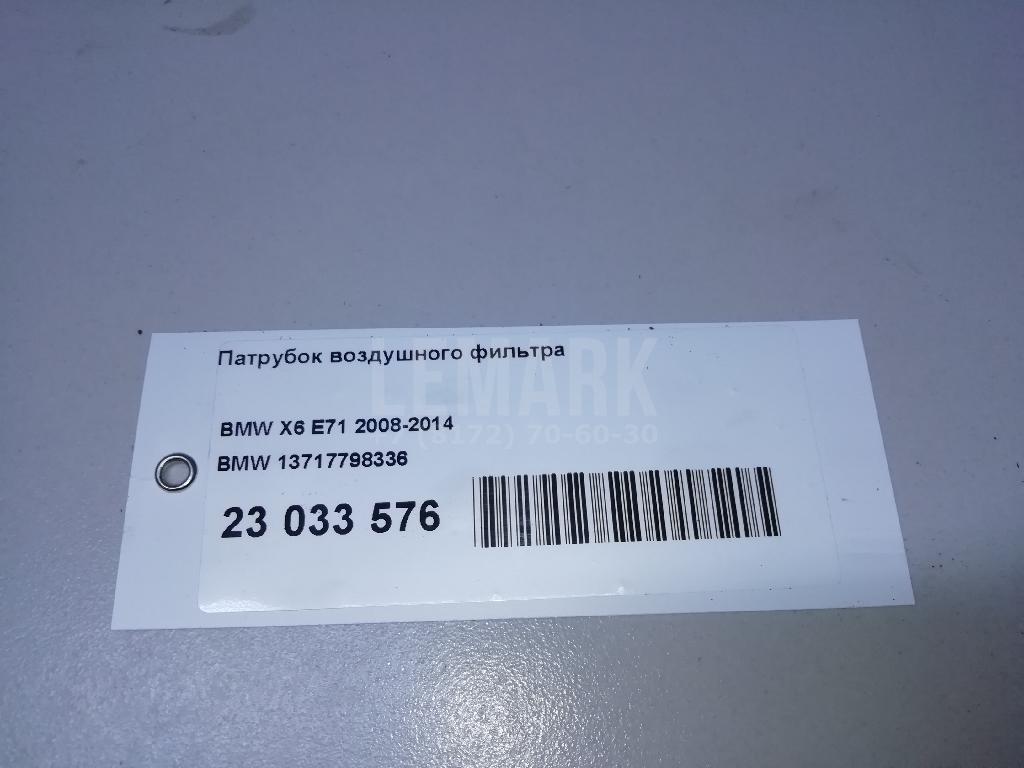 Патрубок воздушного фильтра
LEMARK
+7 (8172) 70-60-30
BMW X6 E71 2008-2014
BMW 13717798336
23 033 576